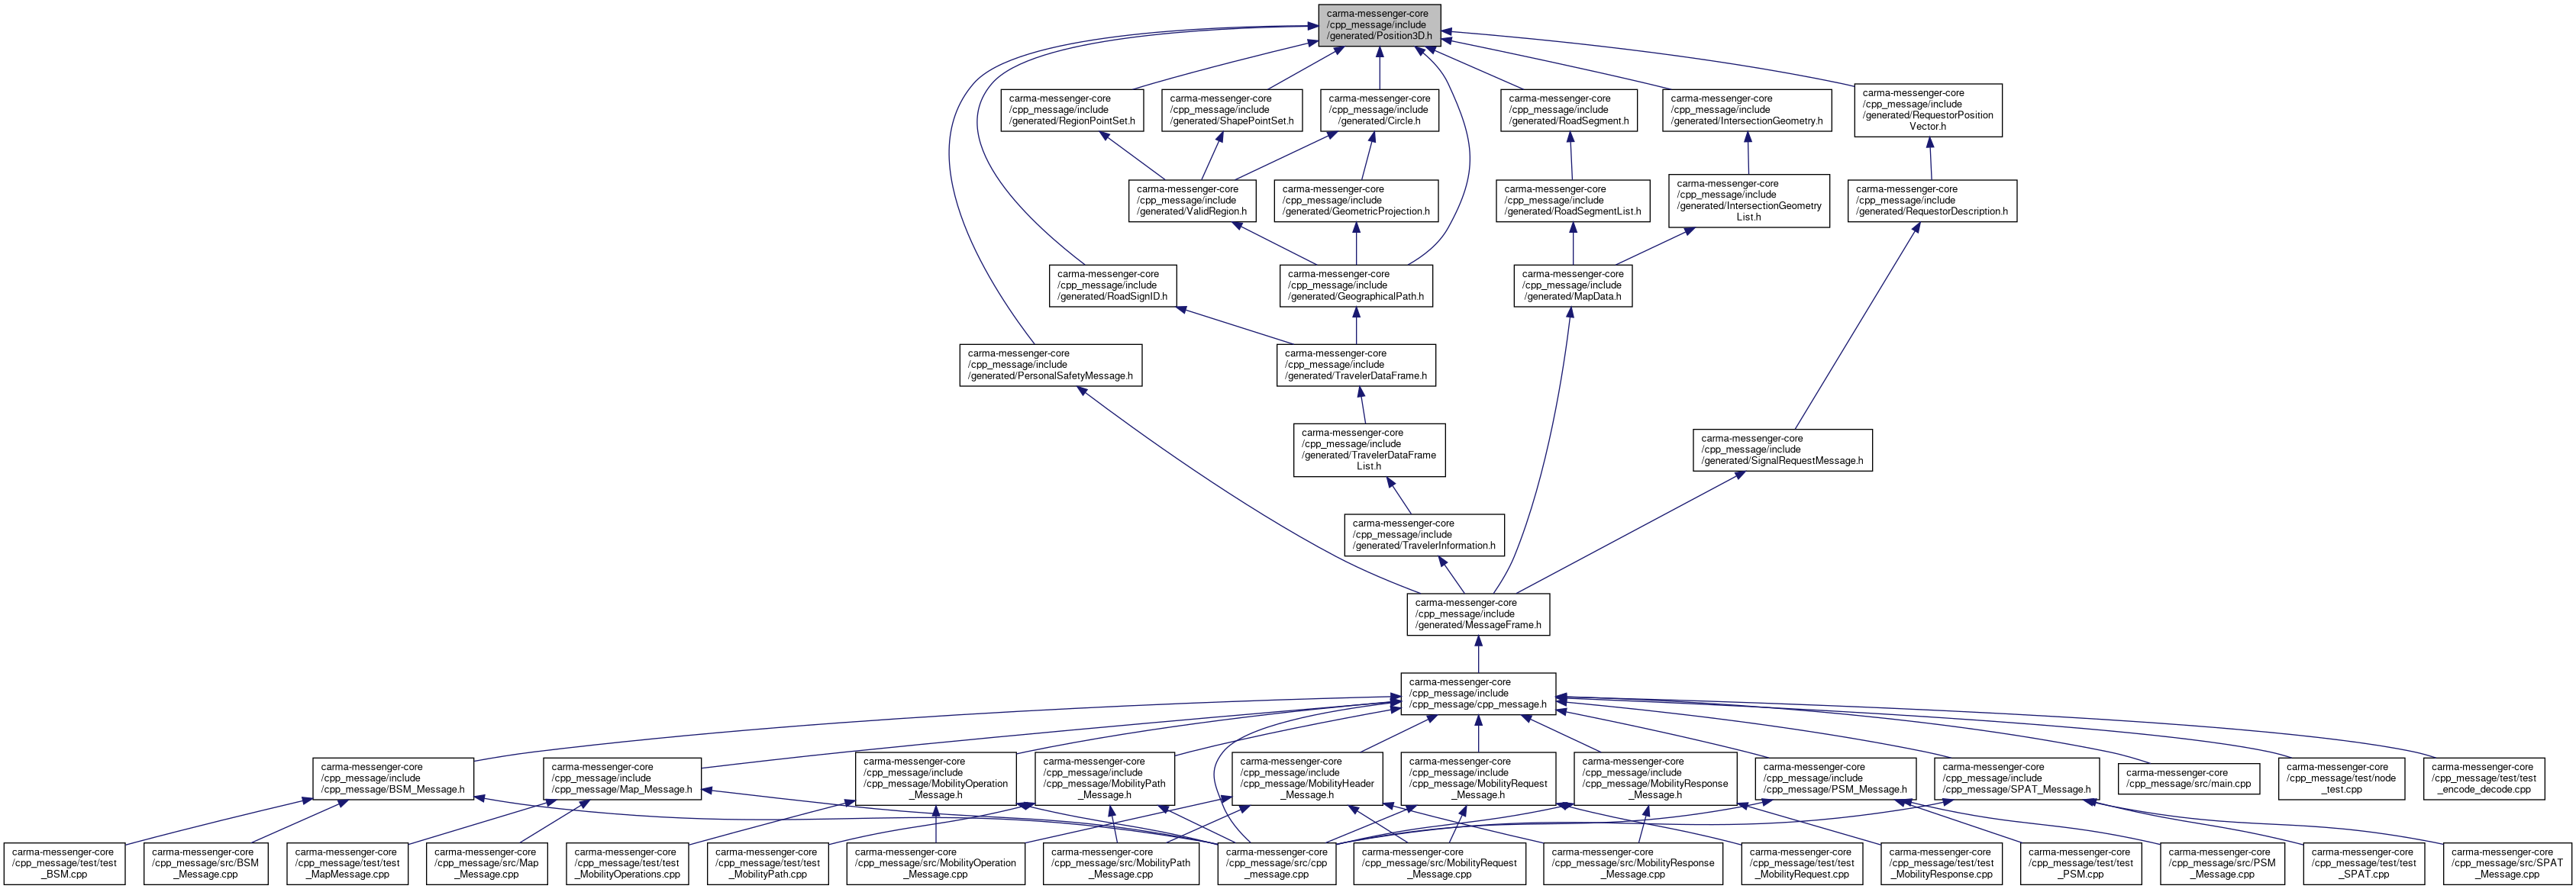 carma-messenger-core
/cpp_message/include
/generated/Position3D.h
carma-messenger-core
/cpp_message/include
/generated/RegionPointSet.h
carma-messenger-core
/cpp_message/include
/generated/ShapePointSet.h
carma-messenger-core
/cpp_message/include
/generated/Circle.h
carma-messenger-core
/cpp_message/include
/generated/RoadSegment.h
carma-messenger-core
/cpp_message/include
/generated/IntersectionGeometry.h
carma-messenger-core
/cpp_message/include
/generated/RequestorPosition
Vector.h
carma-messenger-core
/cpp_message/include
/generated/ValidRegion.h
carma-messenger-core
/cpp_message/include
/generated/GeometricProjection.h
carma-messenger-core
/cpp_message/include
/generated/RoadSegmentList.h
carma-messenger-core
/cpp_message/include
/generated/IntersectionGeometry
List.h
carma-messenger-core
/cpp_message/include
/generated/RequestorDescription.h
carma-messenger-core
/cpp_message/include
/generated/RoadSignID.h
carma-messenger-core
/cpp_message/include
/generated/GeographicalPath.h
carma-messenger-core
/cpp_message/include
/generated/MapData.h
carma-messenger-core
/cpp_message/include
/generated/PersonalSafetyMessage.h
carma-messenger-core
/cpp_message/include
/generated/TravelerDataFrame.h
carma-messenger-core
/cpp_message/include
/generated/TravelerDataFrame
List.h
carma-messenger-core
/cpp_message/include
/generated/SignalRequestMessage.h
carma-messenger-core
/cpp_message/include
/generated/TravelerInformation.h
carma-messenger-core
/cpp_message/include
/generated/MessageFrame.h
carma-messenger-core
/cpp_message/include
/cpp_message/cpp_message.h
carma-messenger-core
/cpp_message/include
/cpp_message/BSM_Message.h
carma-messenger-core
/cpp_message/include
/cpp_message/Map_Message.h
carma-messenger-core
/cpp_message/include
/cpp_message/MobilityOperation
_Message.h
carma-messenger-core
/cpp_message/include
/cpp_message/MobilityPath
_Message.h
carma-messenger-core
/cpp_message/include
/cpp_message/MobilityHeader
_Message.h
carma-messenger-core
/cpp_message/include
/cpp_message/MobilityRequest
_Message.h
carma-messenger-core
/cpp_message/include
/cpp_message/MobilityResponse
_Message.h
carma-messenger-core
/cpp_message/include
/cpp_message/PSM_Message.h
carma-messenger-core
/cpp_message/include
/cpp_message/SPAT_Message.h
carma-messenger-core
/cpp_message/src/main.cpp
carma-messenger-core
/cpp_message/test/node
_test.cpp
carma-messenger-core
/cpp_message/test/test
_encode_decode.cpp
carma-messenger-core
/cpp_message/test/test
_BSM.cpp
carma-messenger-core
/cpp_message/src/BSM
_Message.cpp
carma-messenger-core
/cpp_message/test/test
_MapMessage.cpp
carma-messenger-core
/cpp_message/src/Map
_Message.cpp
carma-messenger-core
/cpp_message/test/test
_MobilityOperations.cpp
carma-messenger-core
/cpp_message/test/test
_MobilityPath.cpp
carma-messenger-core
/cpp_message/src/MobilityOperation
_Message.cpp
carma-messenger-core
/cpp_message/src/MobilityPath
_Message.cpp
carma-messenger-core
/cpp_message/src/cpp
_message.cpp
carma-messenger-core
/cpp_message/src/MobilityRequest
_Message.cpp
carma-messenger-core
/cpp_message/src/MobilityResponse
_Message.cpp
carma-messenger-core
/cpp_message/test/test
_MobilityRequest.cpp
carma-messenger-core
/cpp_message/test/test
_MobilityResponse.cpp
carma-messenger-core
/cpp_message/test/test
_PSM.cpp
carma-messenger-core
/cpp_message/src/PSM
_Message.cpp
carma-messenger-core
/cpp_message/test/test
_SPAT.cpp
carma-messenger-core
/cpp_message/src/SPAT
_Message.cpp